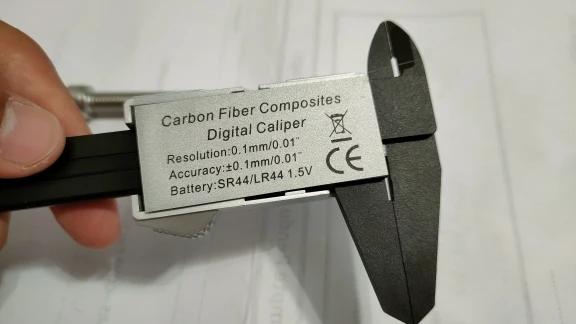 Carbon Fiber Composites
Digital Caliper
Resolution:0.1mm/0.01"
Accuracy:±0.1mm/0.01"
Battery:SR44/LR44 1.5V
CE